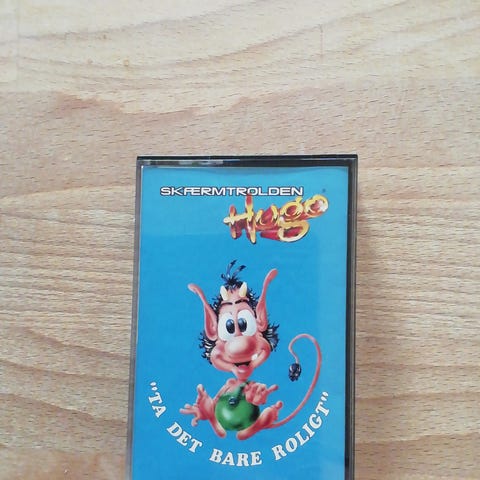 SKÆRMTROLDEN
Hugo
"TA DET BARE ROLIGT"